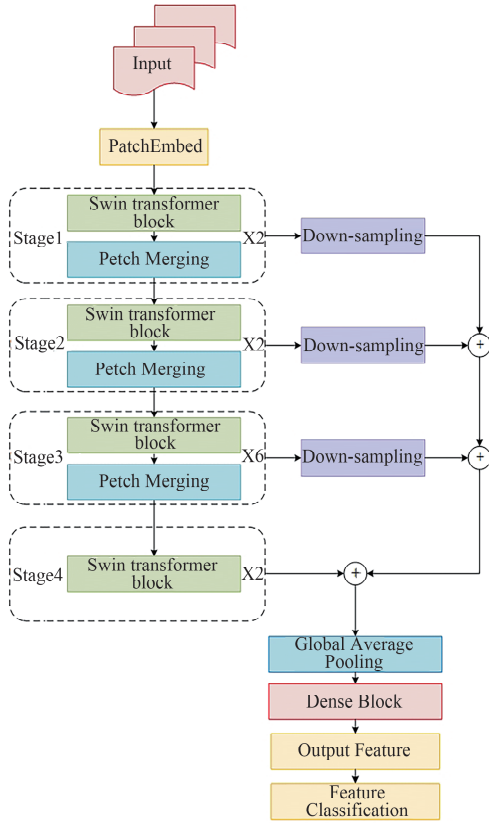 Input
PatchEmbed
Stage1
Swin transformer
block
Petch Merging
X2
Down-sampling
Stage2
Swin transformer
block
Petch Merging
X2
Down-sampling
+
Stage3
Swin transformer
block
Petch Merging
X6
Down-sampling
+
Stage4
Swin transformer
block
X2
+
Global Average
Pooling
Dense Block
Output Feature
Feature
Classification